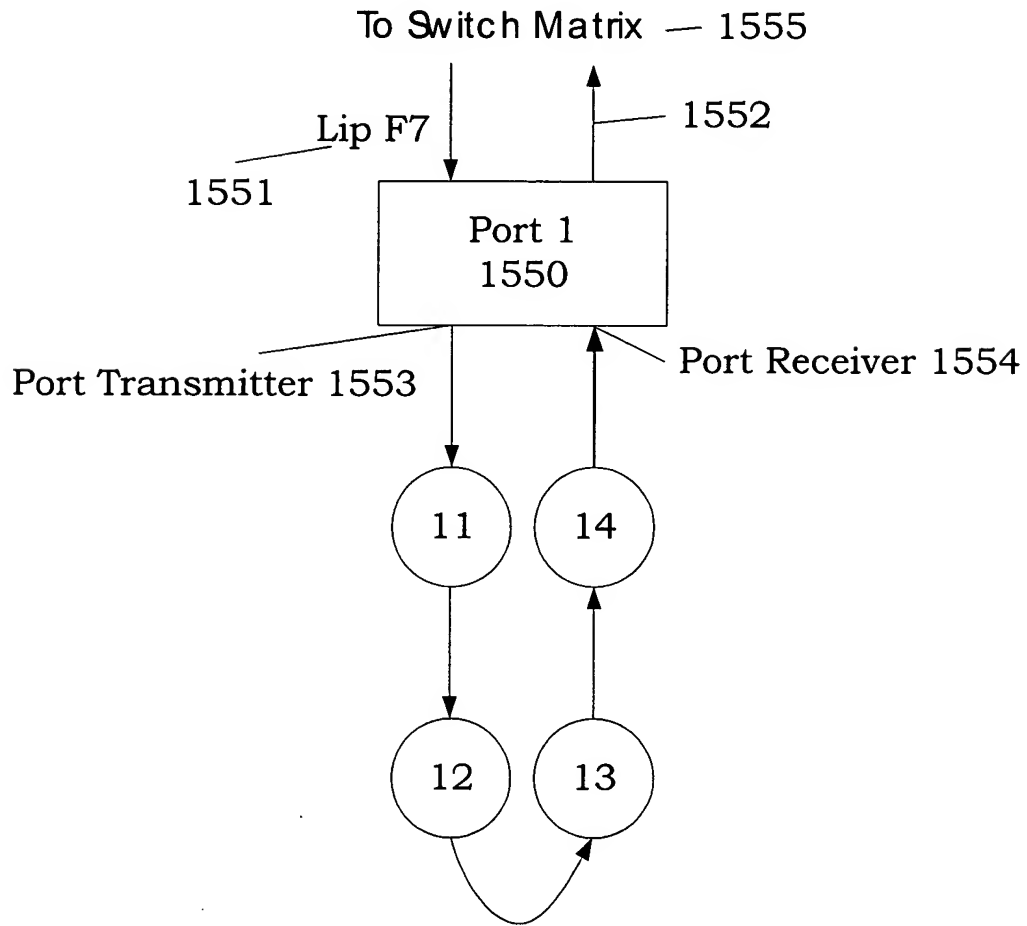 To Switch Matrix 1555
1552
Lip F7
1551
Port 1
1550
Port Transmitter 1553
Port Receiver 1554
11
14
12
13